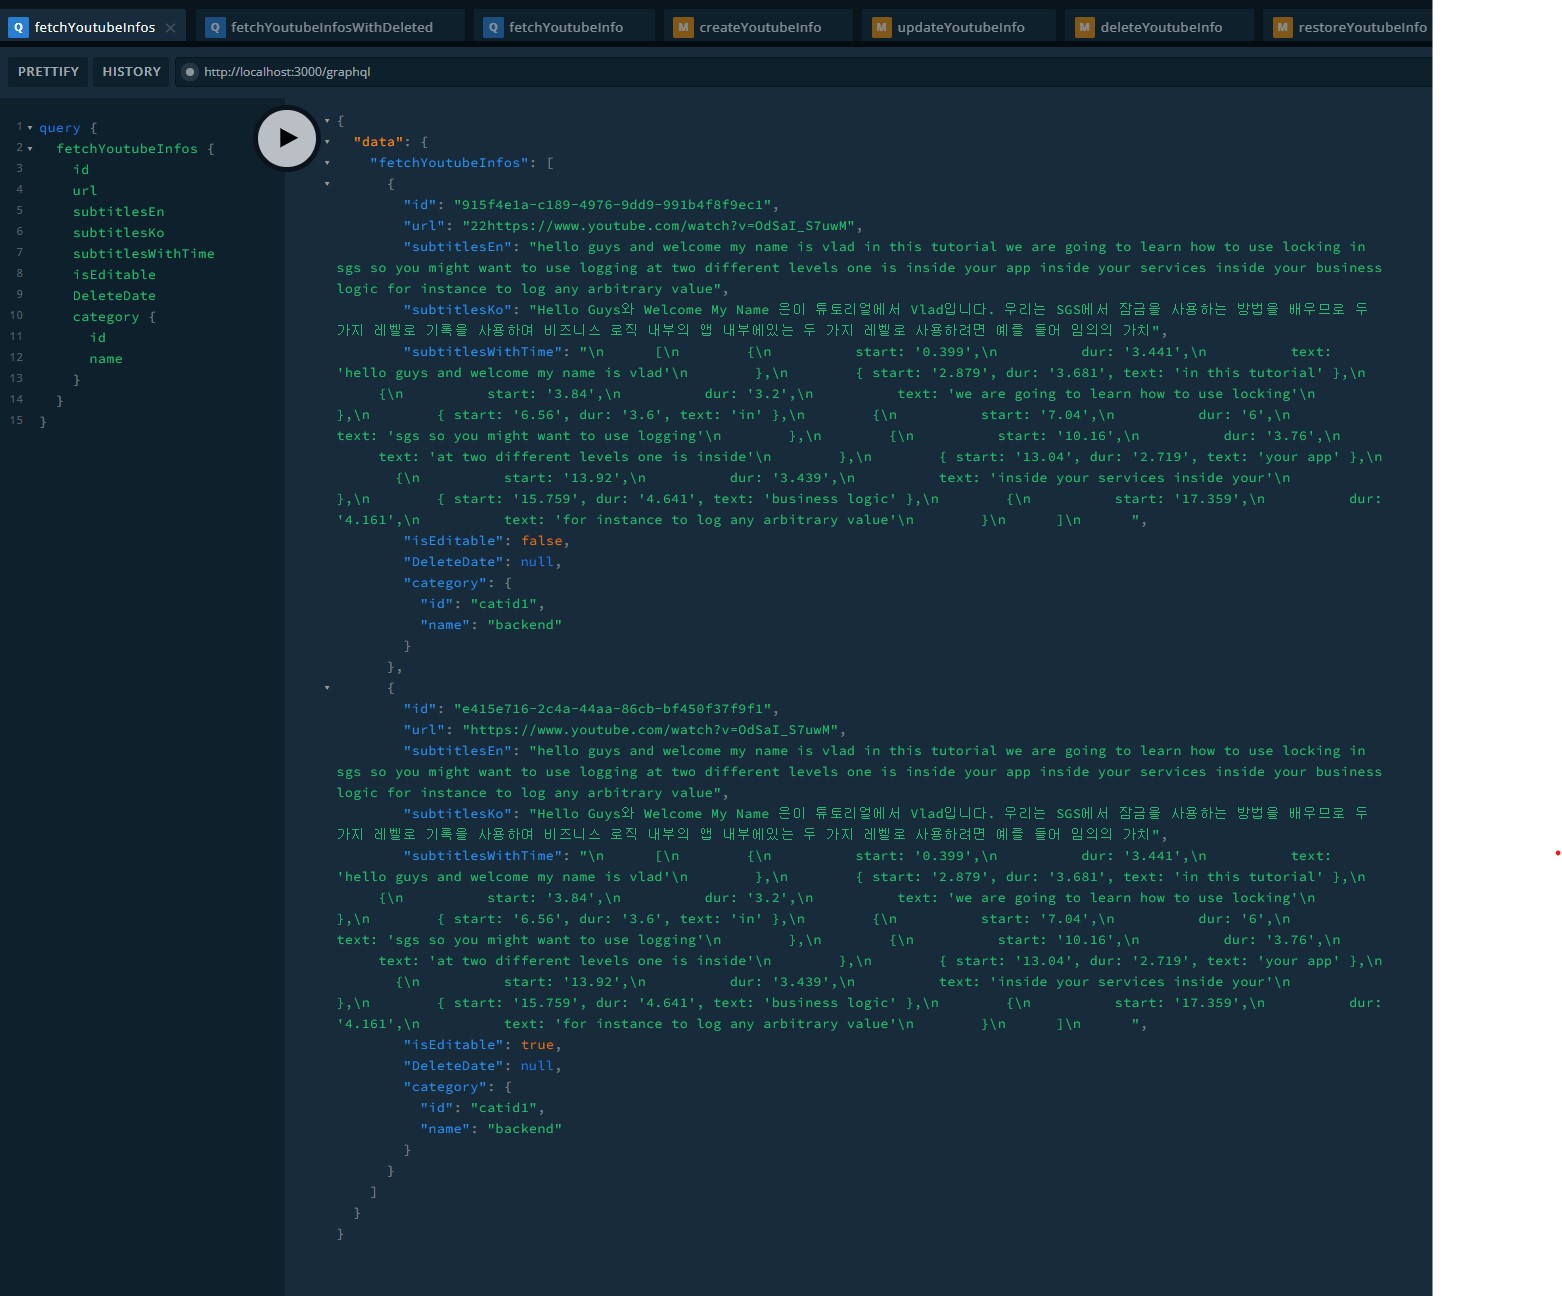 fetchYoutubeInfos
fetchYoutubeInfosWithDeleted
fetchYoutubeInfo
createYoutubeInfo
updateYoutubeInfo
deleteYoutubeInfo
restoreYoutubeInfo
PRETTIFY HISTORY http://localhost:3000/graphql
1 query {
2 fetchYoutubeInfos {
3 id
4 url
5 subtitlesEn
6 subtitlesKo
7 subtitlesWithTime
8 isEditable
9 DeleteDate
10 category {
11 id
12 name
13 }
14 }
15 }
{
"data": {
"fetchYoutubeInfos": [
{
"id": "915f4e1a-c189-4976-9dd9-991b4f8f9ec1",
"url": "22https://www.youtube.com/watch?v=OdSaI_S7uwM",
"subtitlesEn": "hello guys and welcome my name is vlad in this tutorial we are going to learn how to use locking in
sgs so you might want to use logging at two different levels one is inside your app inside your services inside your business
logic for instance to log any arbitrary value",
"subtitlesKo": "Hello Guys와 Welcome My Name 은이 튜토리얼에서 Vlad입니다. 우리는 SGS에서 잠금을 사용하는 방법을 배우므로 두
가지 레벨로 기록을 사용하여 비즈니스 로직 내부의 앱 내부에있는 두 가지 레벨로 사용하려면 예를 들어 임의의 가치",
"subtitlesWithTime": "\n [\n {\n start: '0.399',\n dur: '3.441',\n text:
'hello guys and welcome my name is vlad'\n },\n { start: '2.879', dur: '3.681', text: 'in this tutorial' },\n
{\n start: '3.84',\n dur: '3.2',\n text: 'we are going to learn how to use locking'\n
},\n { start: '6.56', dur: '3.6', text: 'in' },\n {\n start: '7.04',\n dur: '6',\n
text: 'sgs so you might want to use logging'\n },\n {\n start: '10.16',\n dur: '3.76',\n
text: 'at two different levels one is inside'\n },\n { start: '13.04', dur: '2.719', text: 'your app' },\n
{\n start: '13.92',\n dur: '3.439',\n text: 'inside your services inside your'\n
},\n { start: '15.759', dur: '4.641', text: 'business logic' },\n {\n start: '17.359',\n dur:
'4.161',\n text: 'for instance to log any arbitrary value'\n }\n ]\n ",
"isEditable": false,
"DeleteDate": null,
"category": {
"id": "catid1",
"name": "backend"
}
},
{
"id": "e415e716-2c4a-44aa-86cb-bf450f37f9f1",
"url": "https://www.youtube.com/watch?v=OdSaI_S7uwM",
"subtitlesEn": "hello guys and welcome my name is vlad in this tutorial we are going to learn how to use locking in
sgs so you might want to use logging at two different levels one is inside your app inside your services inside your business
logic for instance to log any arbitrary value",
"subtitlesKo": "Hello Guys와 Welcome My Name 은이 튜토리얼에서 Vlad입니다. 우리는 SGS에서 잠금을 사용하는 방법을 배우므로 두
가지 레벨로 기록을 사용하여 비즈니스 로직 내부의 앱 내부에있는 두 가지 레벨로 사용하려면 예를 들어 임의의 가치",
"subtitlesWithTime": "\n [\n {\n start: '0.399',\n dur: '3.441',\n text:
'hello guys and welcome my name is vlad'\n },\n { start: '2.879', dur: '3.681', text: 'in this tutorial' },\n
{\n start: '3.84',\n dur: '3.2',\n text: 'we are going to learn how to use locking'\n
},\n { start: '6.56', dur: '3.6', text: 'in' },\n {\n start: '7.04',\n dur: '6',\n
text: 'sgs so you might want to use logging'\n },\n {\n start: '10.16',\n dur: '3.76',\n
text: 'at two different levels one is inside'\n },\n { start: '13.04', dur: '2.719', text: 'your app' },\n
{\n start: '13.92',\n dur: '3.439',\n text: 'inside your services inside your'\n
},\n { start: '15.759', dur: '4.641', text: 'business logic' },\n {\n start: '17.359',\n dur:
'4.161',\n text: 'for instance to log any arbitrary value'\n }\n ]\n ",
"isEditable": true,
"DeleteDate": null,
"category": {
"id": "catid1",
"name": "backend"
}
}
]
}
}